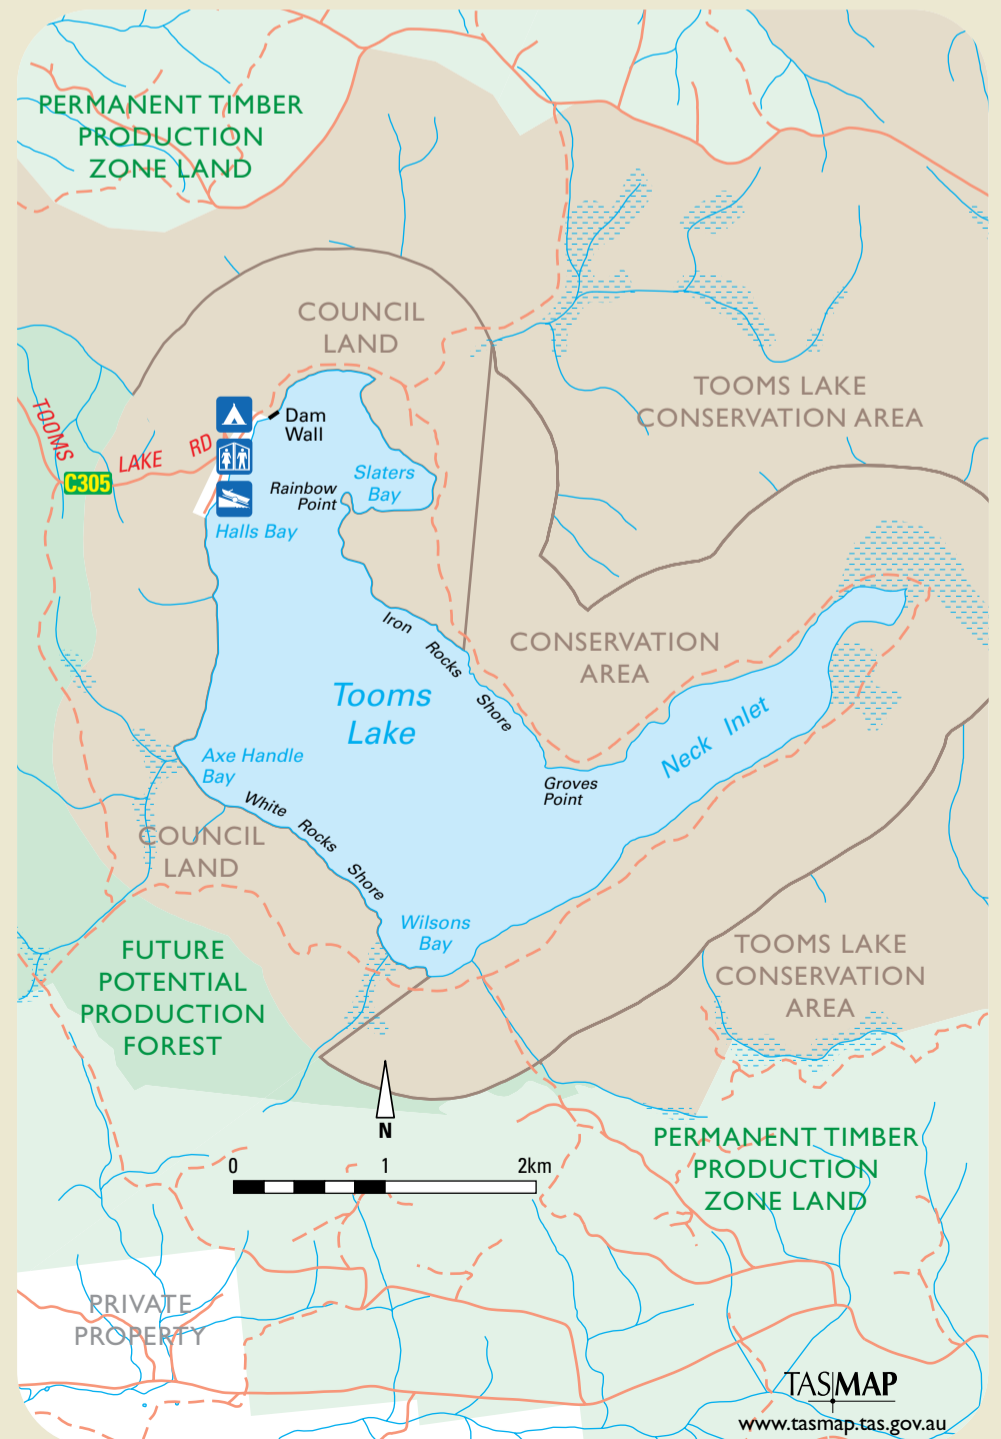 PERMANENT TIMBER
PRODUCTION
ZONE LAND
COUNCIL
LAND
TOOMS LAKE
CONSERVATION AREA
TOOMS
LAKE
RD
C305
Dam
Wall
Slaters
Bay
Rainbow
Point
Halls Bay
Iron
Rocks
Shore
CONSERVATION
AREA
Tooms
Lake
Neck Inlet
Axe Handle
Bay
Groves
Point
White
Rocks
Shore
COUNCIL
LAND
Wilsons
Bay
FUTURE
POTENTIAL
PRODUCTION
FOREST
TOOMS LAKE
CONSERVATION
AREA
N
0 1 2km
PERMANENT TIMBER
PRODUCTION
ZONE LAND
PRIVATE
PROPERTY
TASMAP
www.tasmap.tas.gov.au